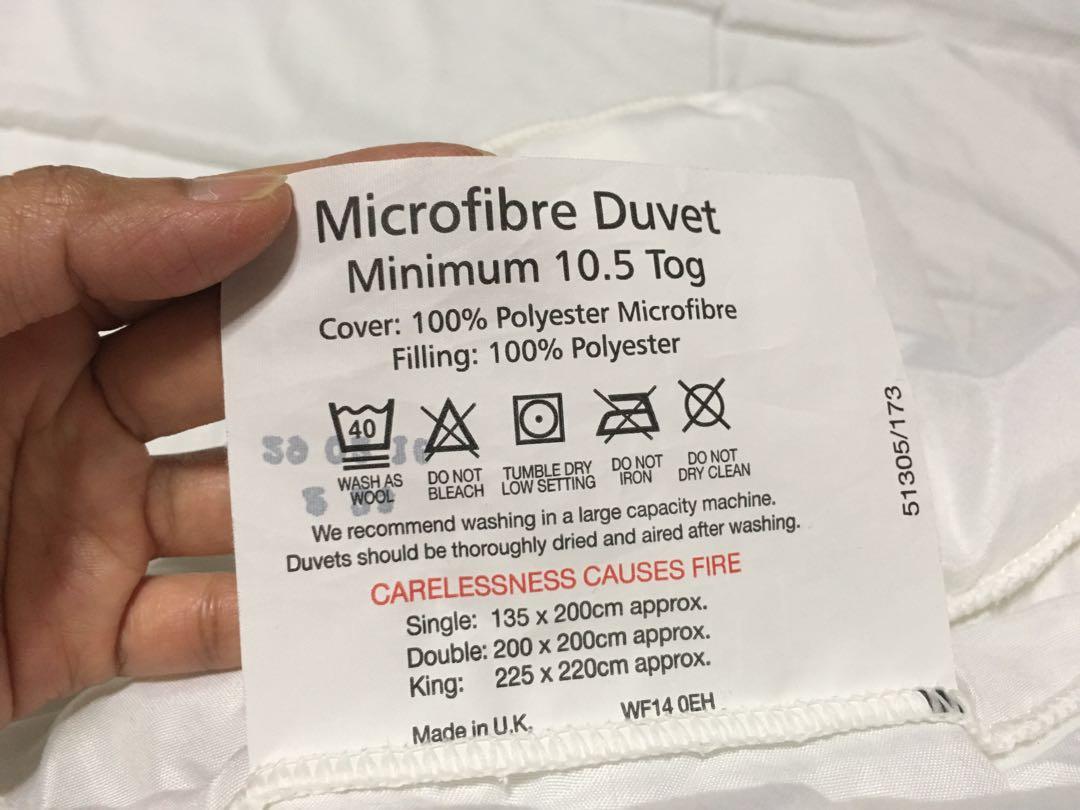 Microfibre Duvet
Minimum 10.5 Tog
Cover: 100% Polyester Microfibre
Filling: 100% Polyester
40
WASH AS
WOOL
DO NOT
BLEACH
TUMBLE DRY
LOW SETTING
DO NOT
IRON
DO NOT
DRY CLEAN
We recommend washing in a large capacity machine.
Duvets should be thoroughly dried and aired after washing.
CARELESSNESS CAUSES FIRE
Single: 135 x 200cm approx.
Double: 200 x 200cm approx.
King: 225 x 220cm approx.
Made in U.K. WF14 0EH
51305/173